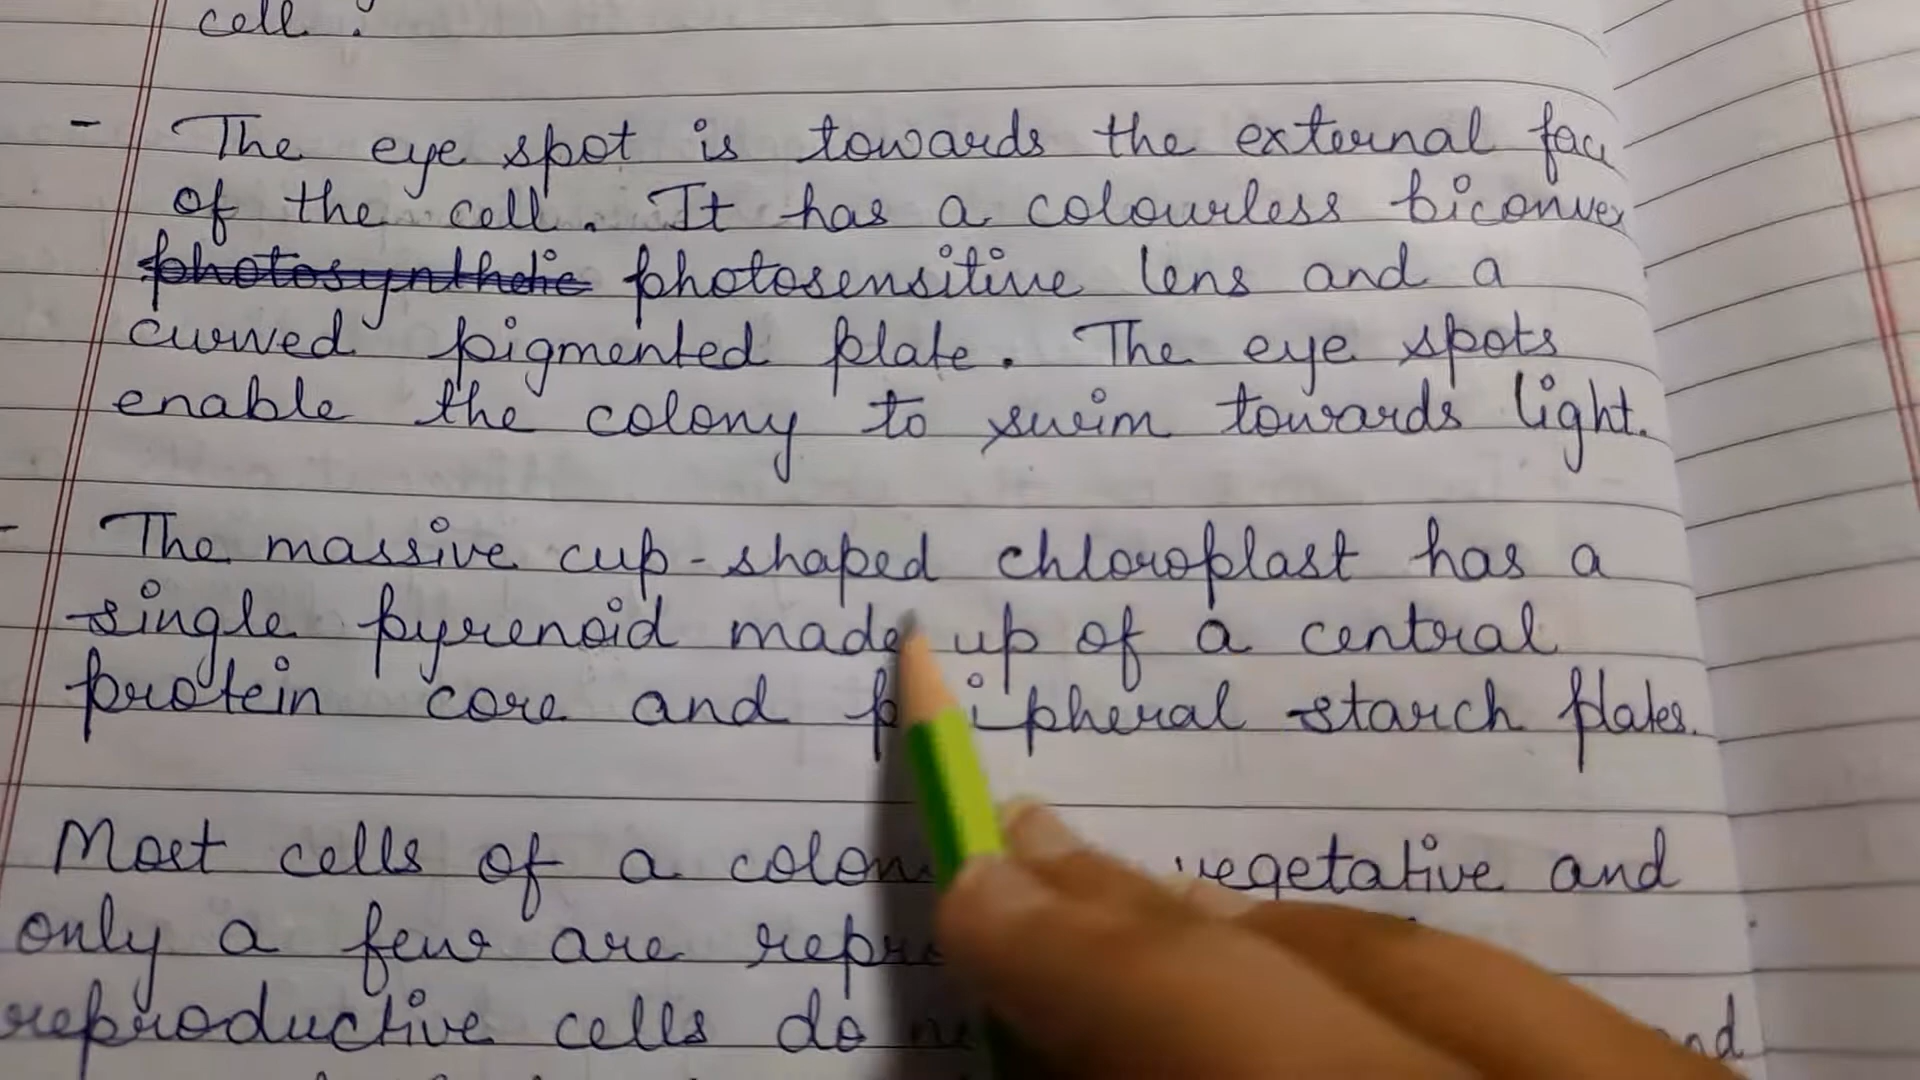 cell.
- The eye spot is towards the external face
of the cell. It has a colourless biconvex
photosynthetic photosensitive lens and a
curved pigmented plate. The eye spots
enable the colony to swim towards light.
- The massive cup-shaped chloroplast has a
single pyrenoid made up of a central
protein core and peripheral starch plates.
Most cells of a colony vegetative and
only a few are
reproductive cells do